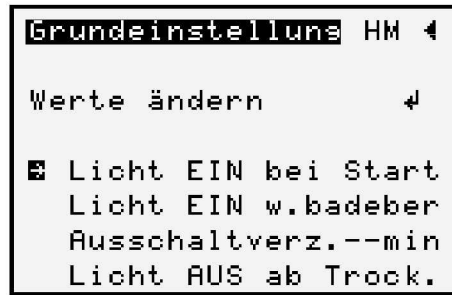 Grundeinstellung HM
Werte ändern
Licht EIN bei Start
Licht EIN w.badeber
Ausschaltverz.--min
Licht AUS ab Trock.